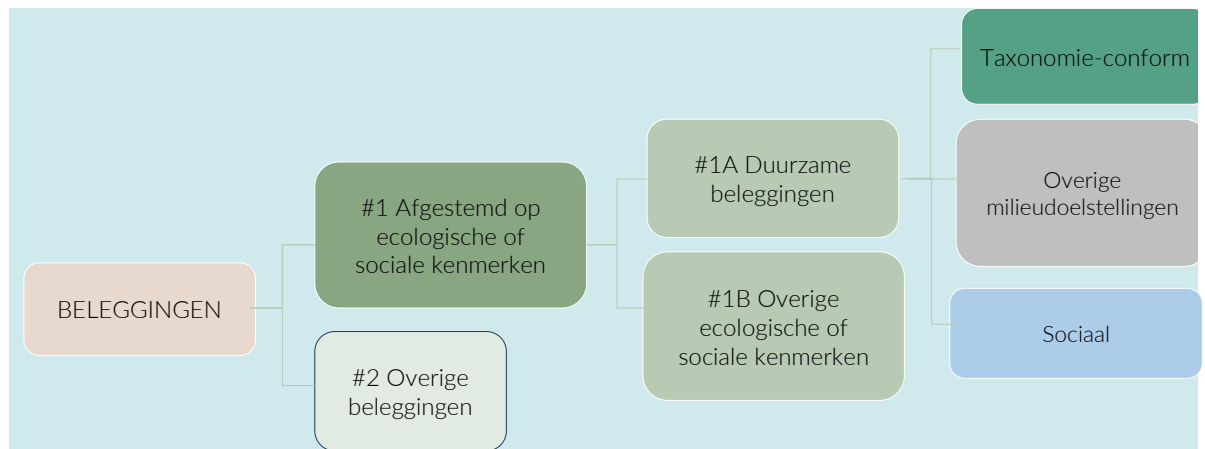 BELEGGINGEN
#1 Afgestemd op
ecologische of
sociale kenmerken
#2 Overige
beleggingen
#1A Duurzame
beleggingen
#1B Overige
ecologische of
sociale kenmerken
Taxonomie-conform
Overige
milieudoelstellingen
Sociaal